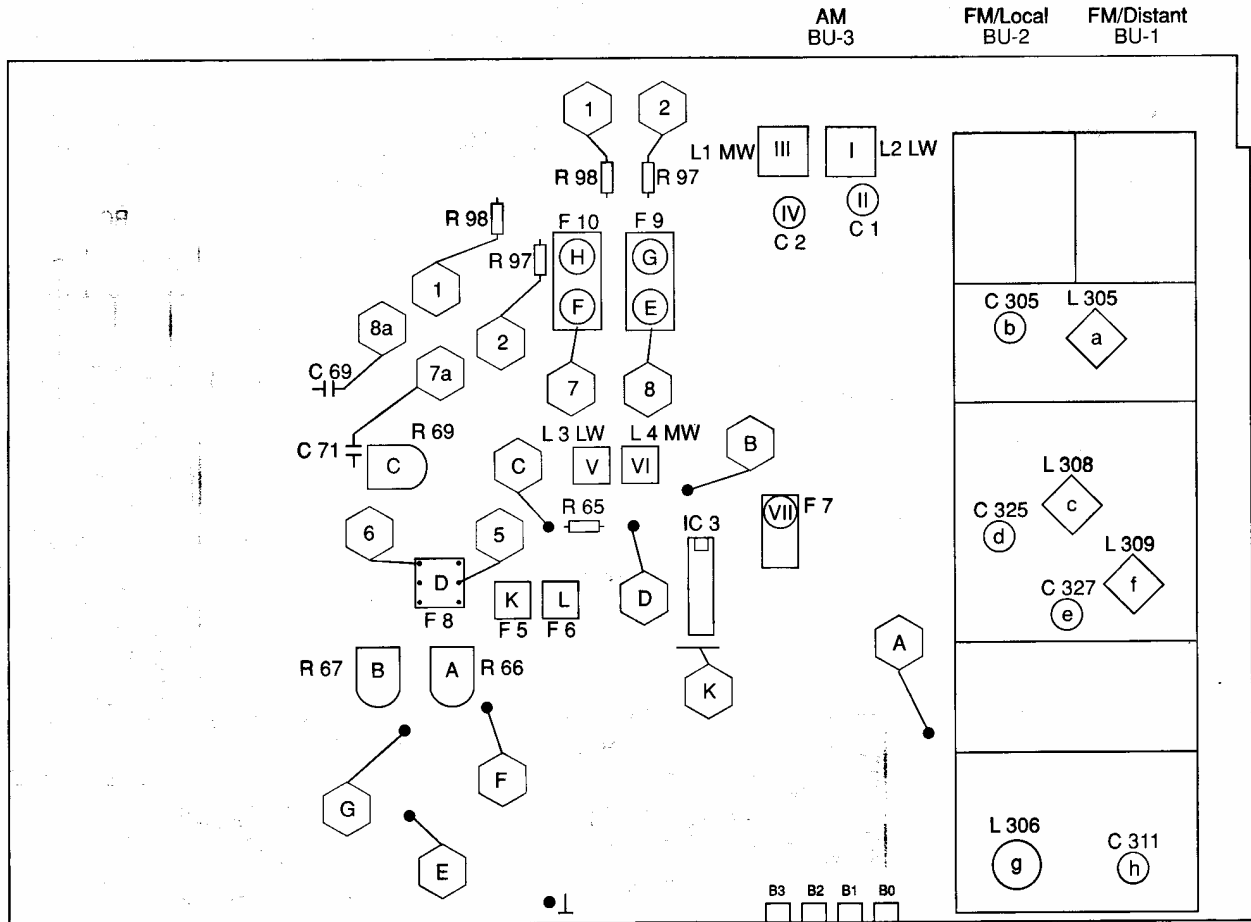 AM FM/Local FM/Distant
BU-3 BU-2 BU-1
1 2
L1 MW III I L2 LW
R 98 R 97
IV II
C 2 C 1
R 98 F 10 F 9
R 97 H G
1 F E
8a 2
C 305 L 305
b a
C 69 7a 7 8
C 71 R 69 L 3 LW L 4 MW B
C C V VI
L 308
C 325 c
6 5 R 65 IC 3 VII F 7
d
L 309
D K L D C 327 f
F 8 F 5 F 6 e
A
R 67 B A R 66 K
F
G
E
L 306 C 311
g h
B3 B2 B1 B0